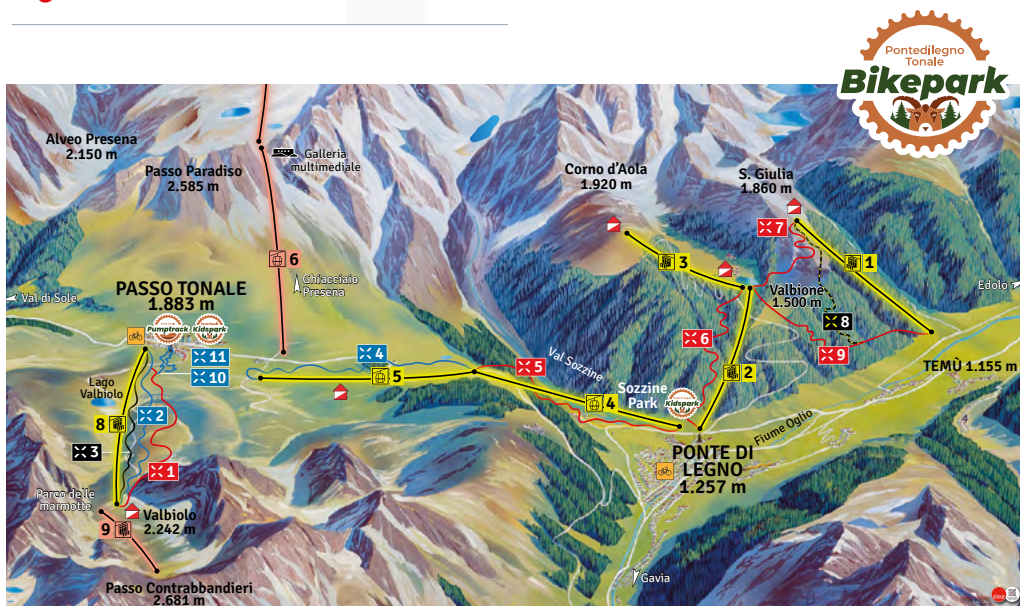 Pontedilegno
Tonale
Bikepark
Alveo Presena
2.150 m
Passo Paradiso
2.585 m
Galleria
multimediale
Corno d'Aola
1.920 m
S. Giulia
1.860 m
7
6
3
1
Ghiacciaio
Presena
Val di Sole
PASSO TONALE
1.883 m
Edolo
Valbione
1.500 m
8
Pumptrack
Kidspark
11
10
4
6
9
Val Sozzine
5
5
2
TEMÙ 1.155 m
Lago
Valbiolo
Sozzine
Park
Kidspark
4
8
2
3
1
Fiume Oglio
PONTE DI
LEGNO
1.257 m
Parco delle
marmotte
Valbiolo
2.242 m
9
Gavia
Passo Contrabbandieri
2.681 m